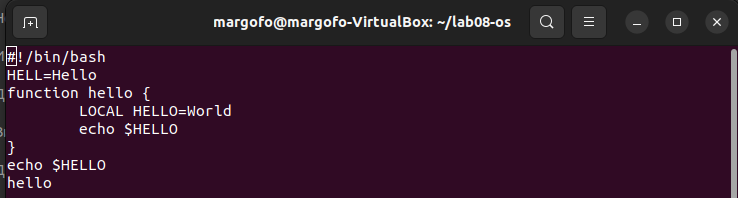 margofo@margofo-VirtualBox: ~/lab08-os
#!/bin/bash
HELL=Hello
function hello {
        LOCAL HELLO=World
        echo $HELLO
}
echo $HELLO
hello